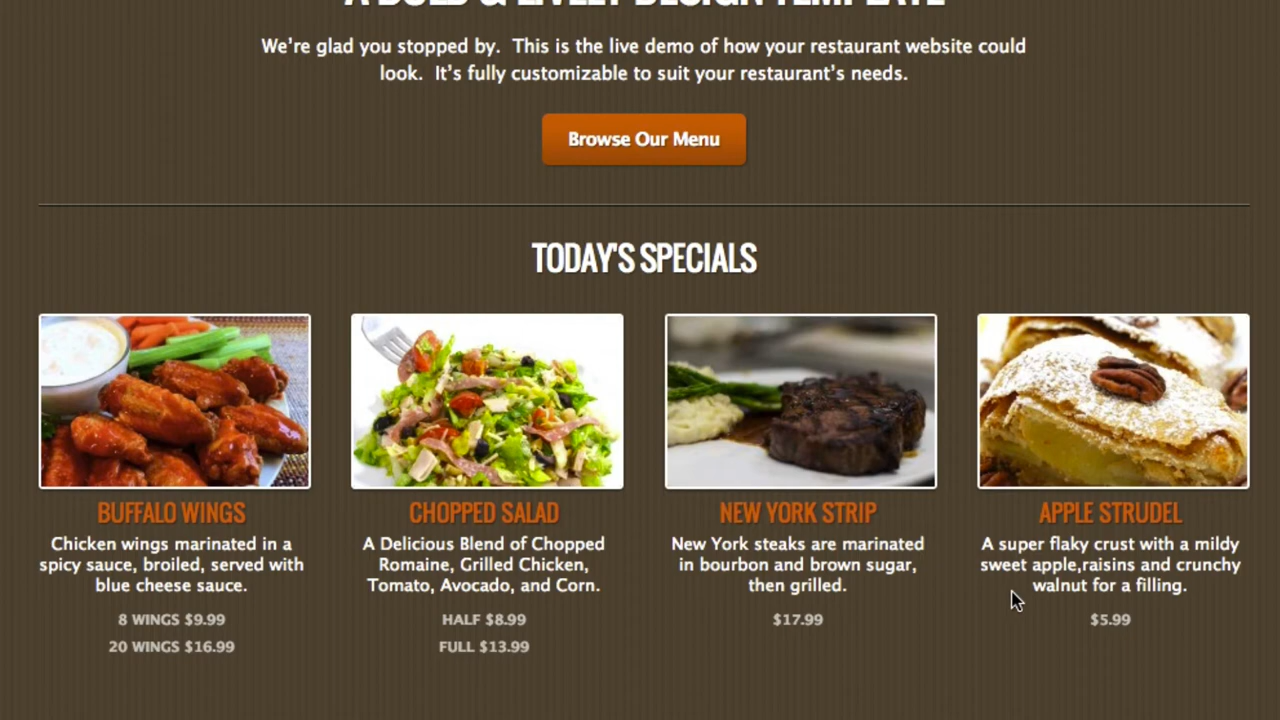 A BOLD & LIVELY DESIGN TEMPLATE
We're glad you stopped by. This is the live demo of how your restaurant website could
look. It's fully customizable to suit your restaurant's needs.
Browse Our Menu
TODAY'S SPECIALS
BUFFALO WINGS
Chicken wings marinated in a
spicy sauce, broiled, served with
blue cheese sauce.
8 WINGS $9.99
20 WINGS $16.99
CHOPPED SALAD
A Delicious Blend of Chopped
Romaine, Grilled Chicken,
Tomato, Avocado, and Corn.
HALF $8.99
FULL $13.99
NEW YORK STRIP
New York steaks are marinated
in bourbon and brown sugar,
then grilled.
$17.99
APPLE STRUDEL
A super flaky crust with a mildy
sweet apple,raisins and crunchy
walnut for a filling.
$5.99